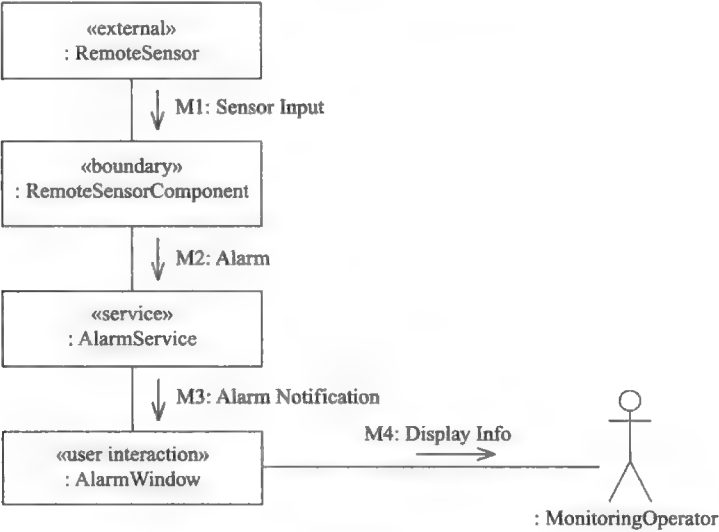 «external»
: RemoteSensor
M1: Sensor Input
«boundary»
: RemoteSensorComponent
M2: Alarm
«service»
: AlarmService
M3: Alarm Notification
«user interaction»
: AlarmWindow
M4: Display Info
: MonitoringOperator